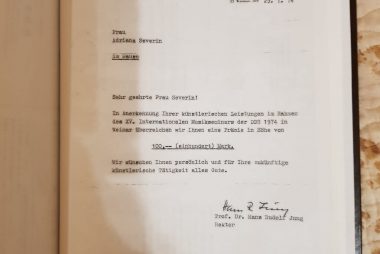 Frau
Adriana Severin
im Hause
Sehr geehrte Frau Severin!
In Anerkennung Ihrer künstlerischen Leistungen im Rahmen
des XV. Internationalen Musikseminars der DDR 1974 in
Weimar überreichen wir Ihnen eine Prämie in Höhe von
100,-- (einhundert) Mark.
Wir wünschen Ihnen persönlich und für Ihre zukünftige
künstlerische Tätigkeit alles Gute.
Prof. Dr. Hans Rudolf Jung
Rektor